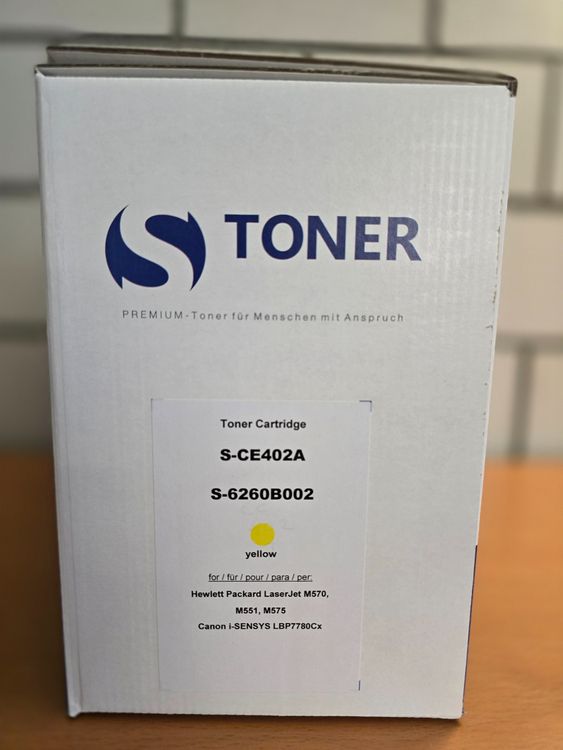 S TONER
PREMIUM-Toner für Menschen mit Anspruch
Toner Cartridge
S-CE402A
S-6260B002
yellow
for / für / pour / para / per:
Hewlett Packard LaserJet M570,
M551, M575
Canon i-SENSYS LBP7780Cx